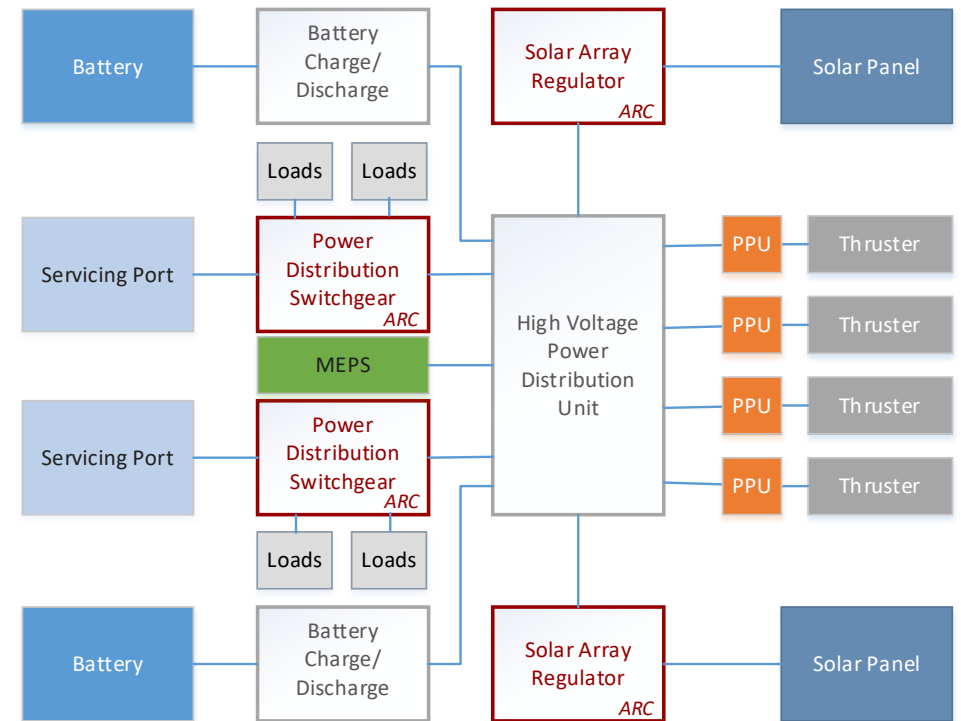 Battery
Battery
Charge/
Discharge
Solar Array
Regulator
ARC
Solar Panel
Loads
Loads
Servicing Port
Power
Distribution
Switchgear
ARC
MEPS
High Voltage
Power
Distribution
Unit
PPU
Thruster
PPU
Thruster
PPU
Thruster
PPU
Thruster
Servicing Port
Power
Distribution
Switchgear
ARC
Loads
Loads
Battery
Battery
Charge/
Discharge
Solar Array
Regulator
ARC
Solar Panel